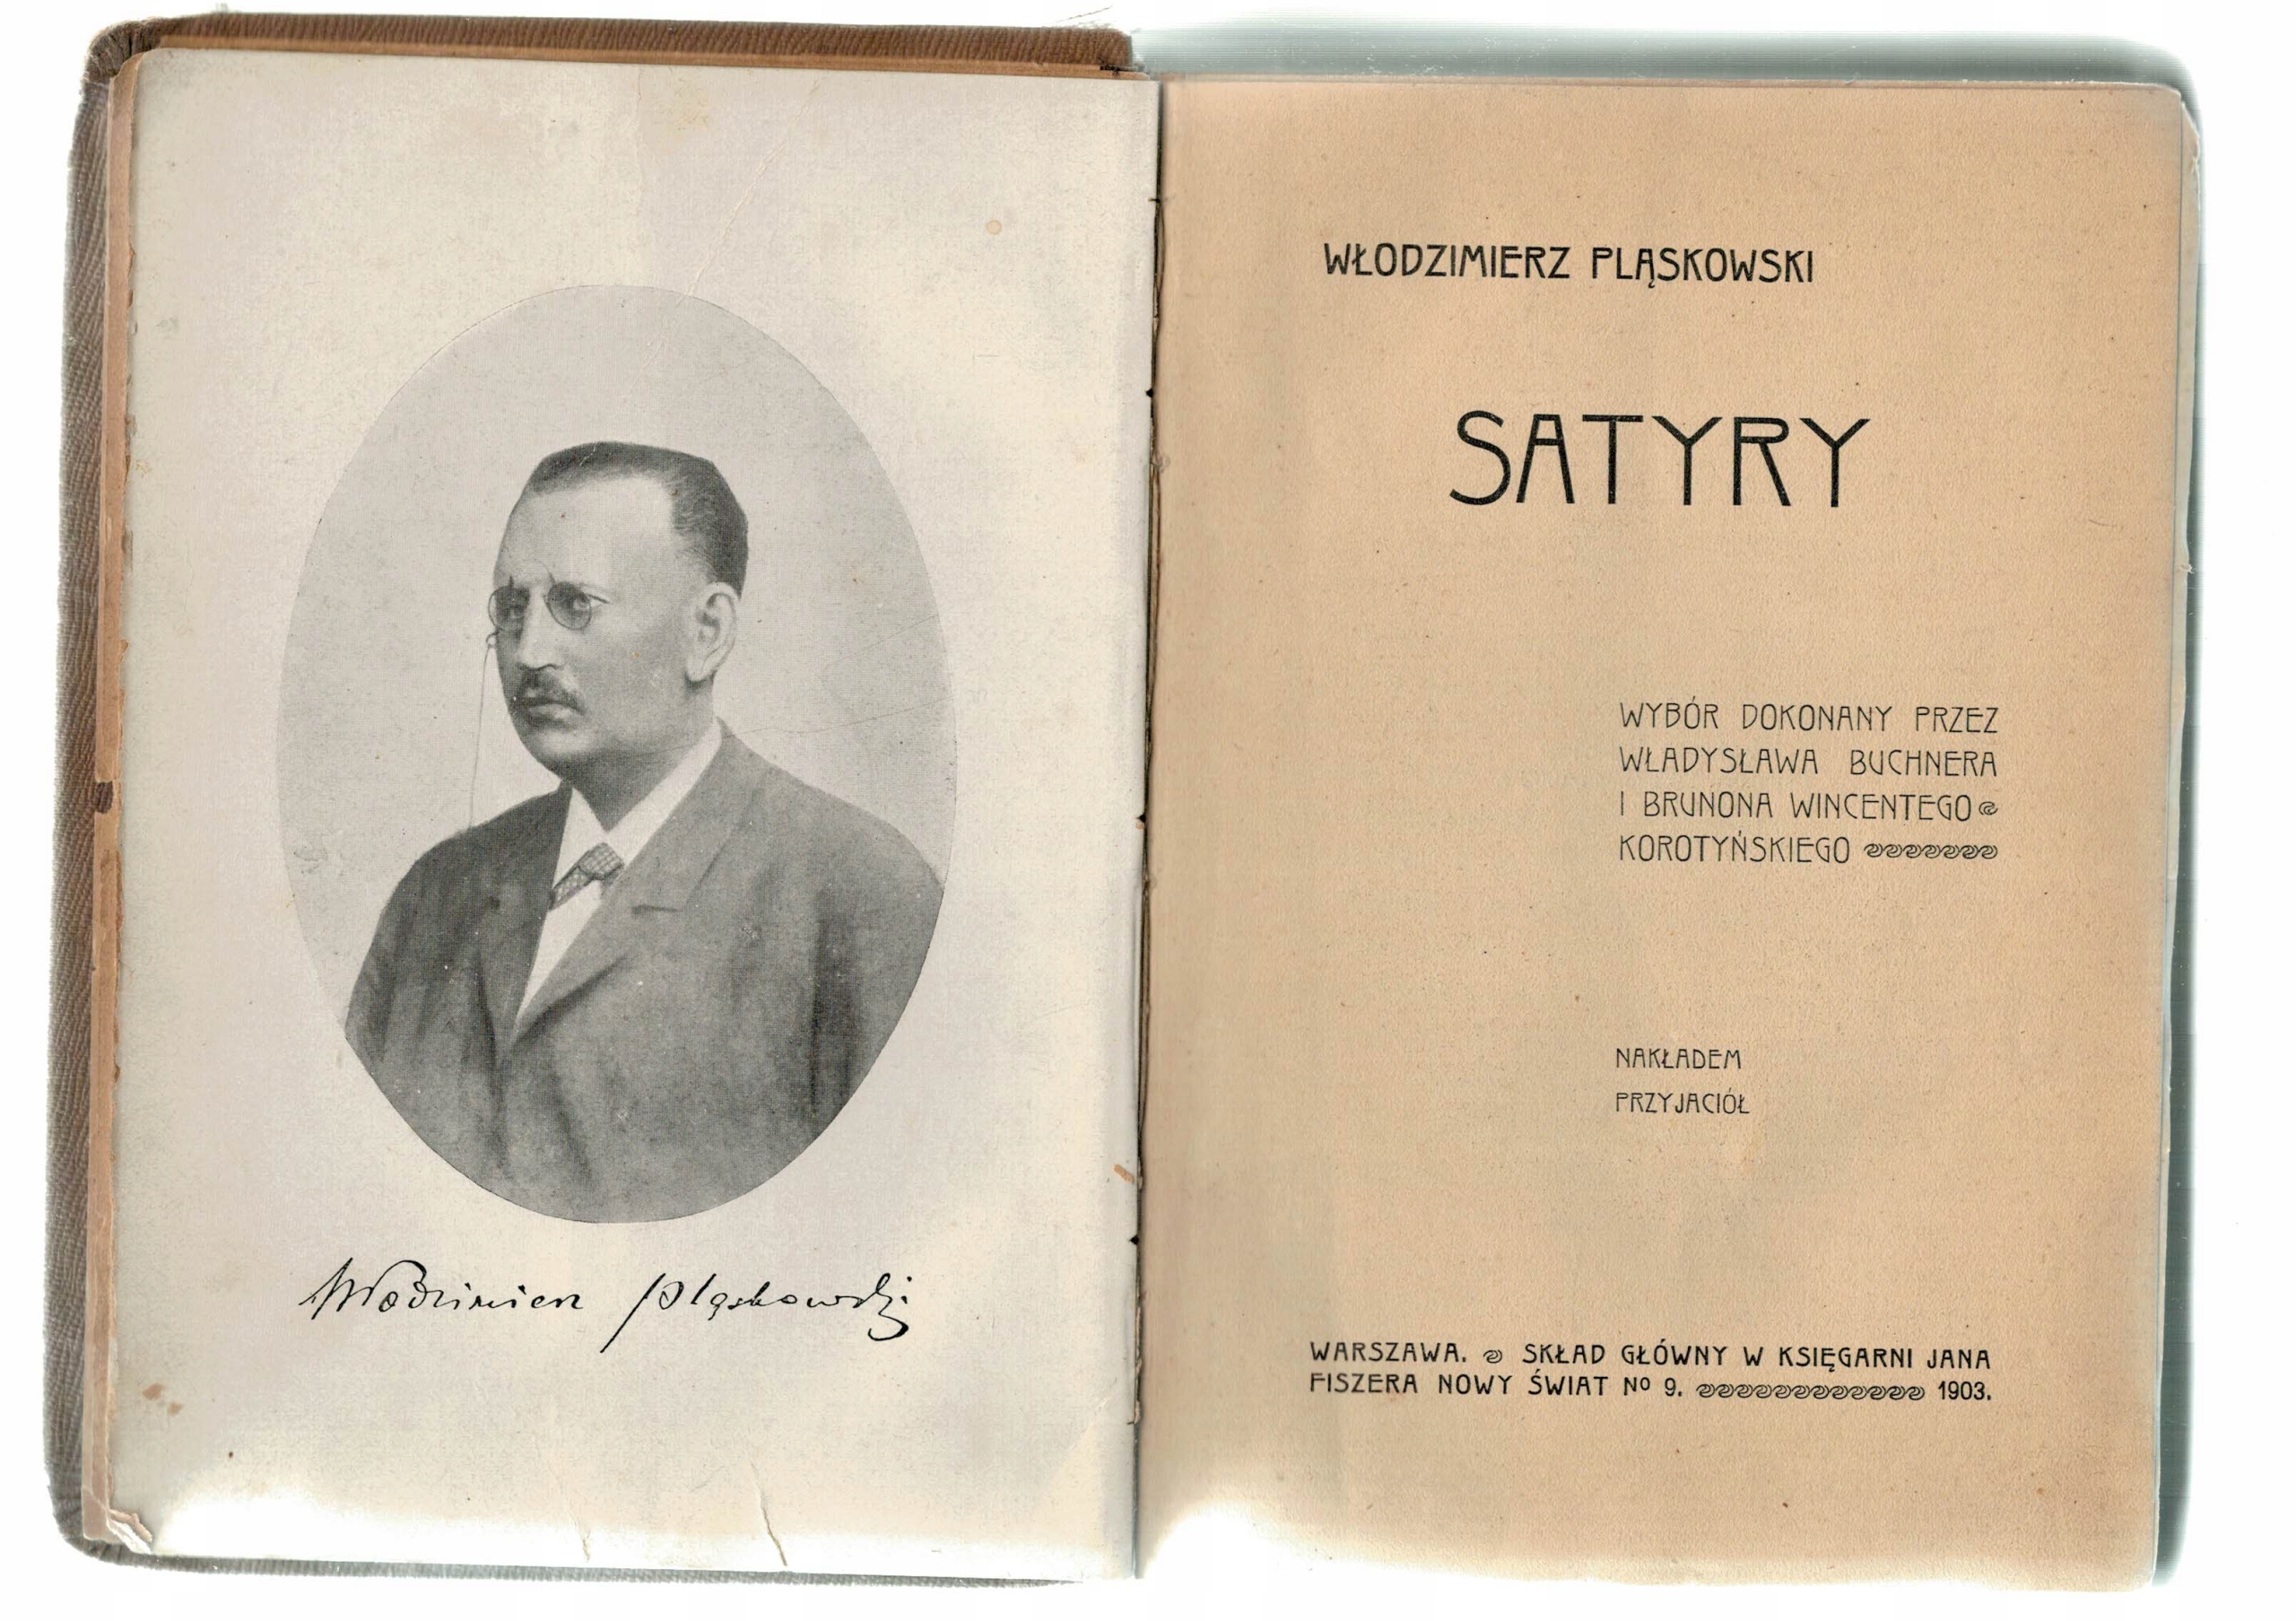 Włodzimierz Pląskowski
WŁODZIMIERZ PLĄSKOWSKI
SATYRY
WYBÓR DOKONANY PRZEZ
WŁADYSŁAWA BUCHNERA
I BRUNONA WINCENTEGO
KOROTYŃSKIEGO
NAKŁADEM
PRZYJACIÓŁ
WARSZAWA. SKŁAD GŁÓWNY W KSIĘGARNI JANA
FISZERA NOWY ŚWIAT No 9. 1903.